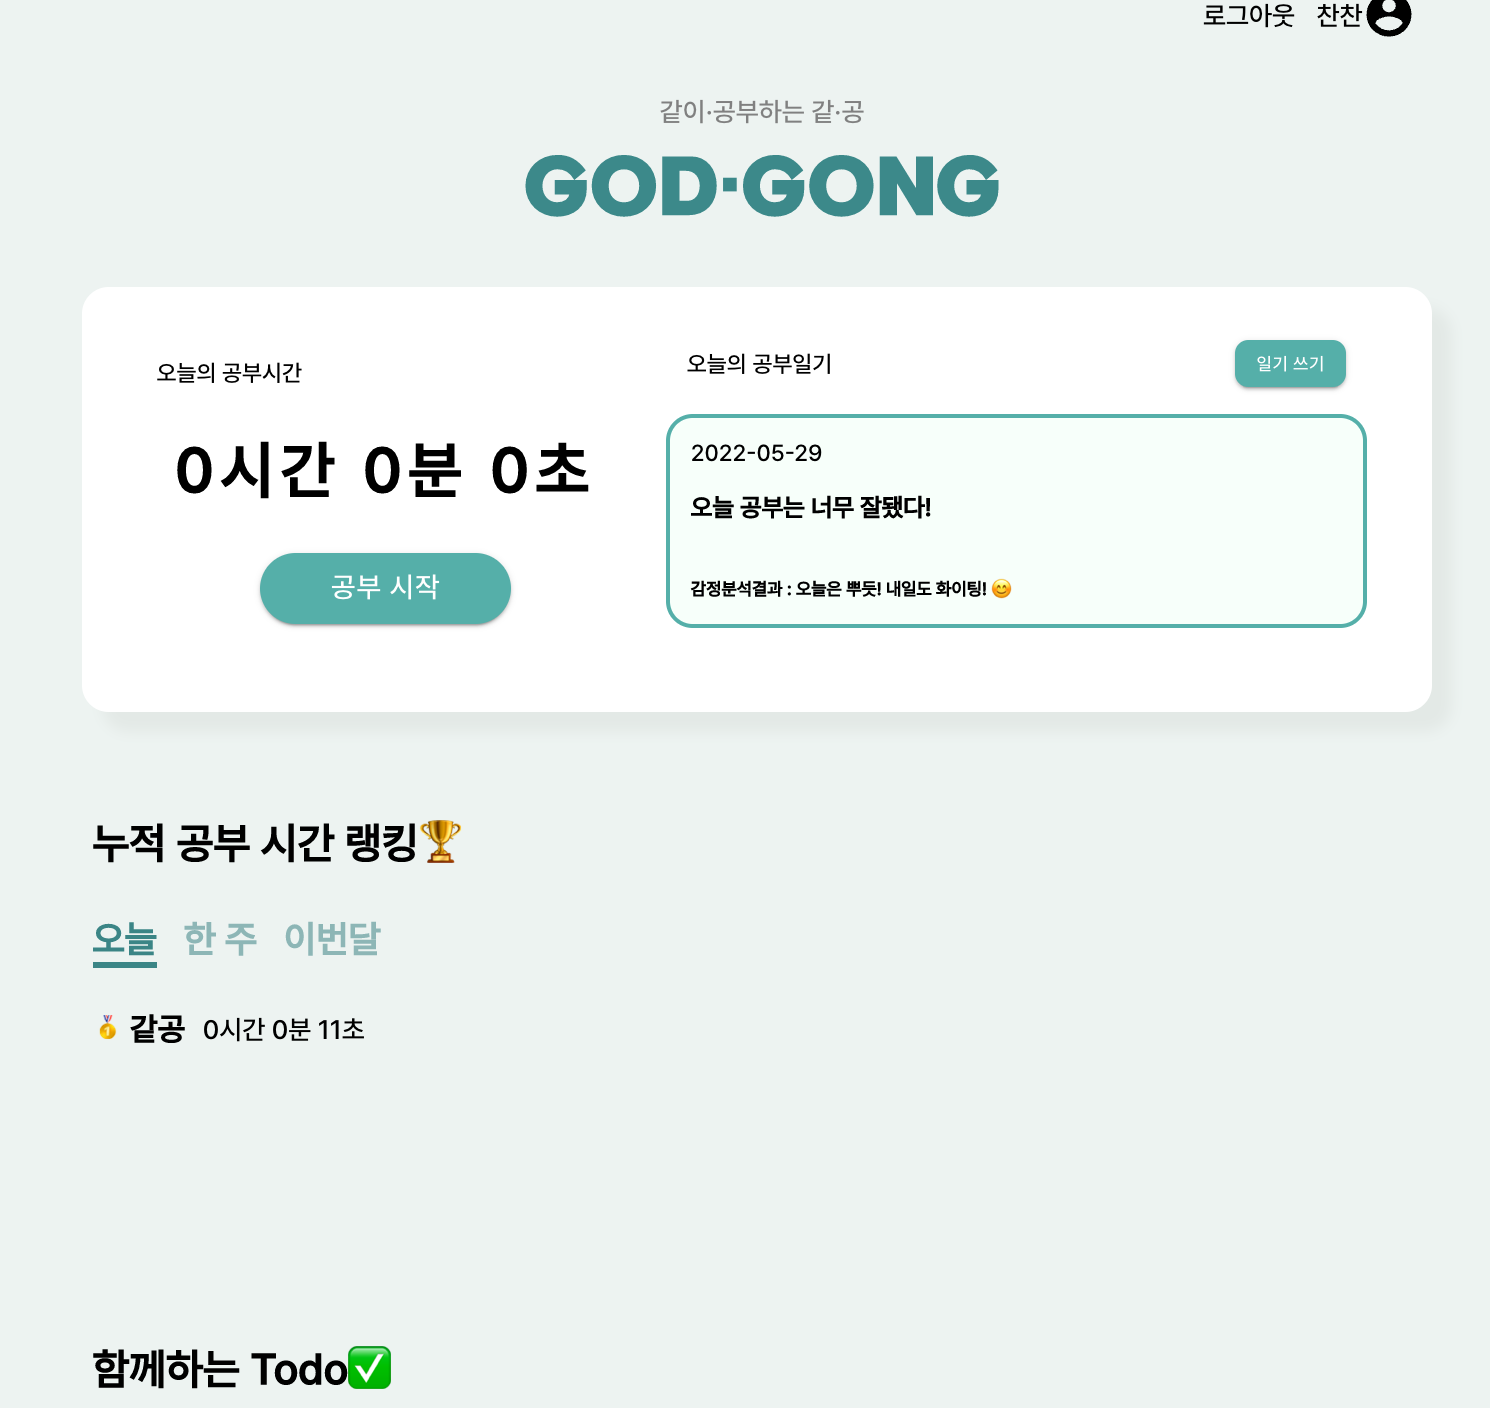 로그아웃 찬찬
같이·공부하는 같·공
GOD·GONG
오늘의 공부시간
0시간 0분 0초
공부 시작
오늘의 공부일기
일기 쓰기
2022-05-29
오늘 공부는 너무 잘됐다!
감정분석결과 : 오늘은 뿌듯! 내일도 화이팅! 😊
누적 공부 시간 랭킹🏆
오늘 한 주 이번달
🥇 같공 0시간 0분 11초
함께하는 Todo✅